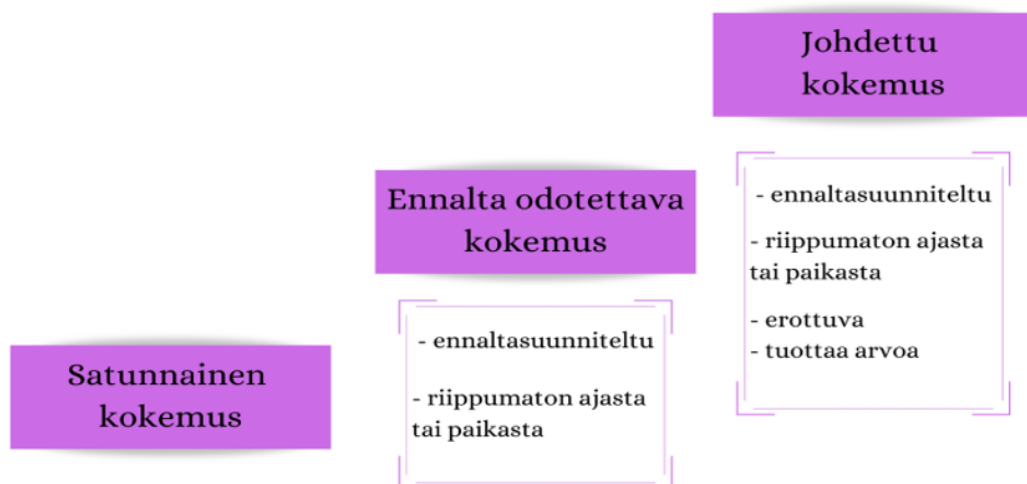 Johdettu
kokemus
- ennaltasuunniteltu
- riippumaton ajasta
tai paikasta
- erottuva
- tuottaa arvoa
Ennalta odotettava
kokemus
- ennaltasuunniteltu
- riippumaton ajasta
tai paikasta
Satunnainen
kokemus